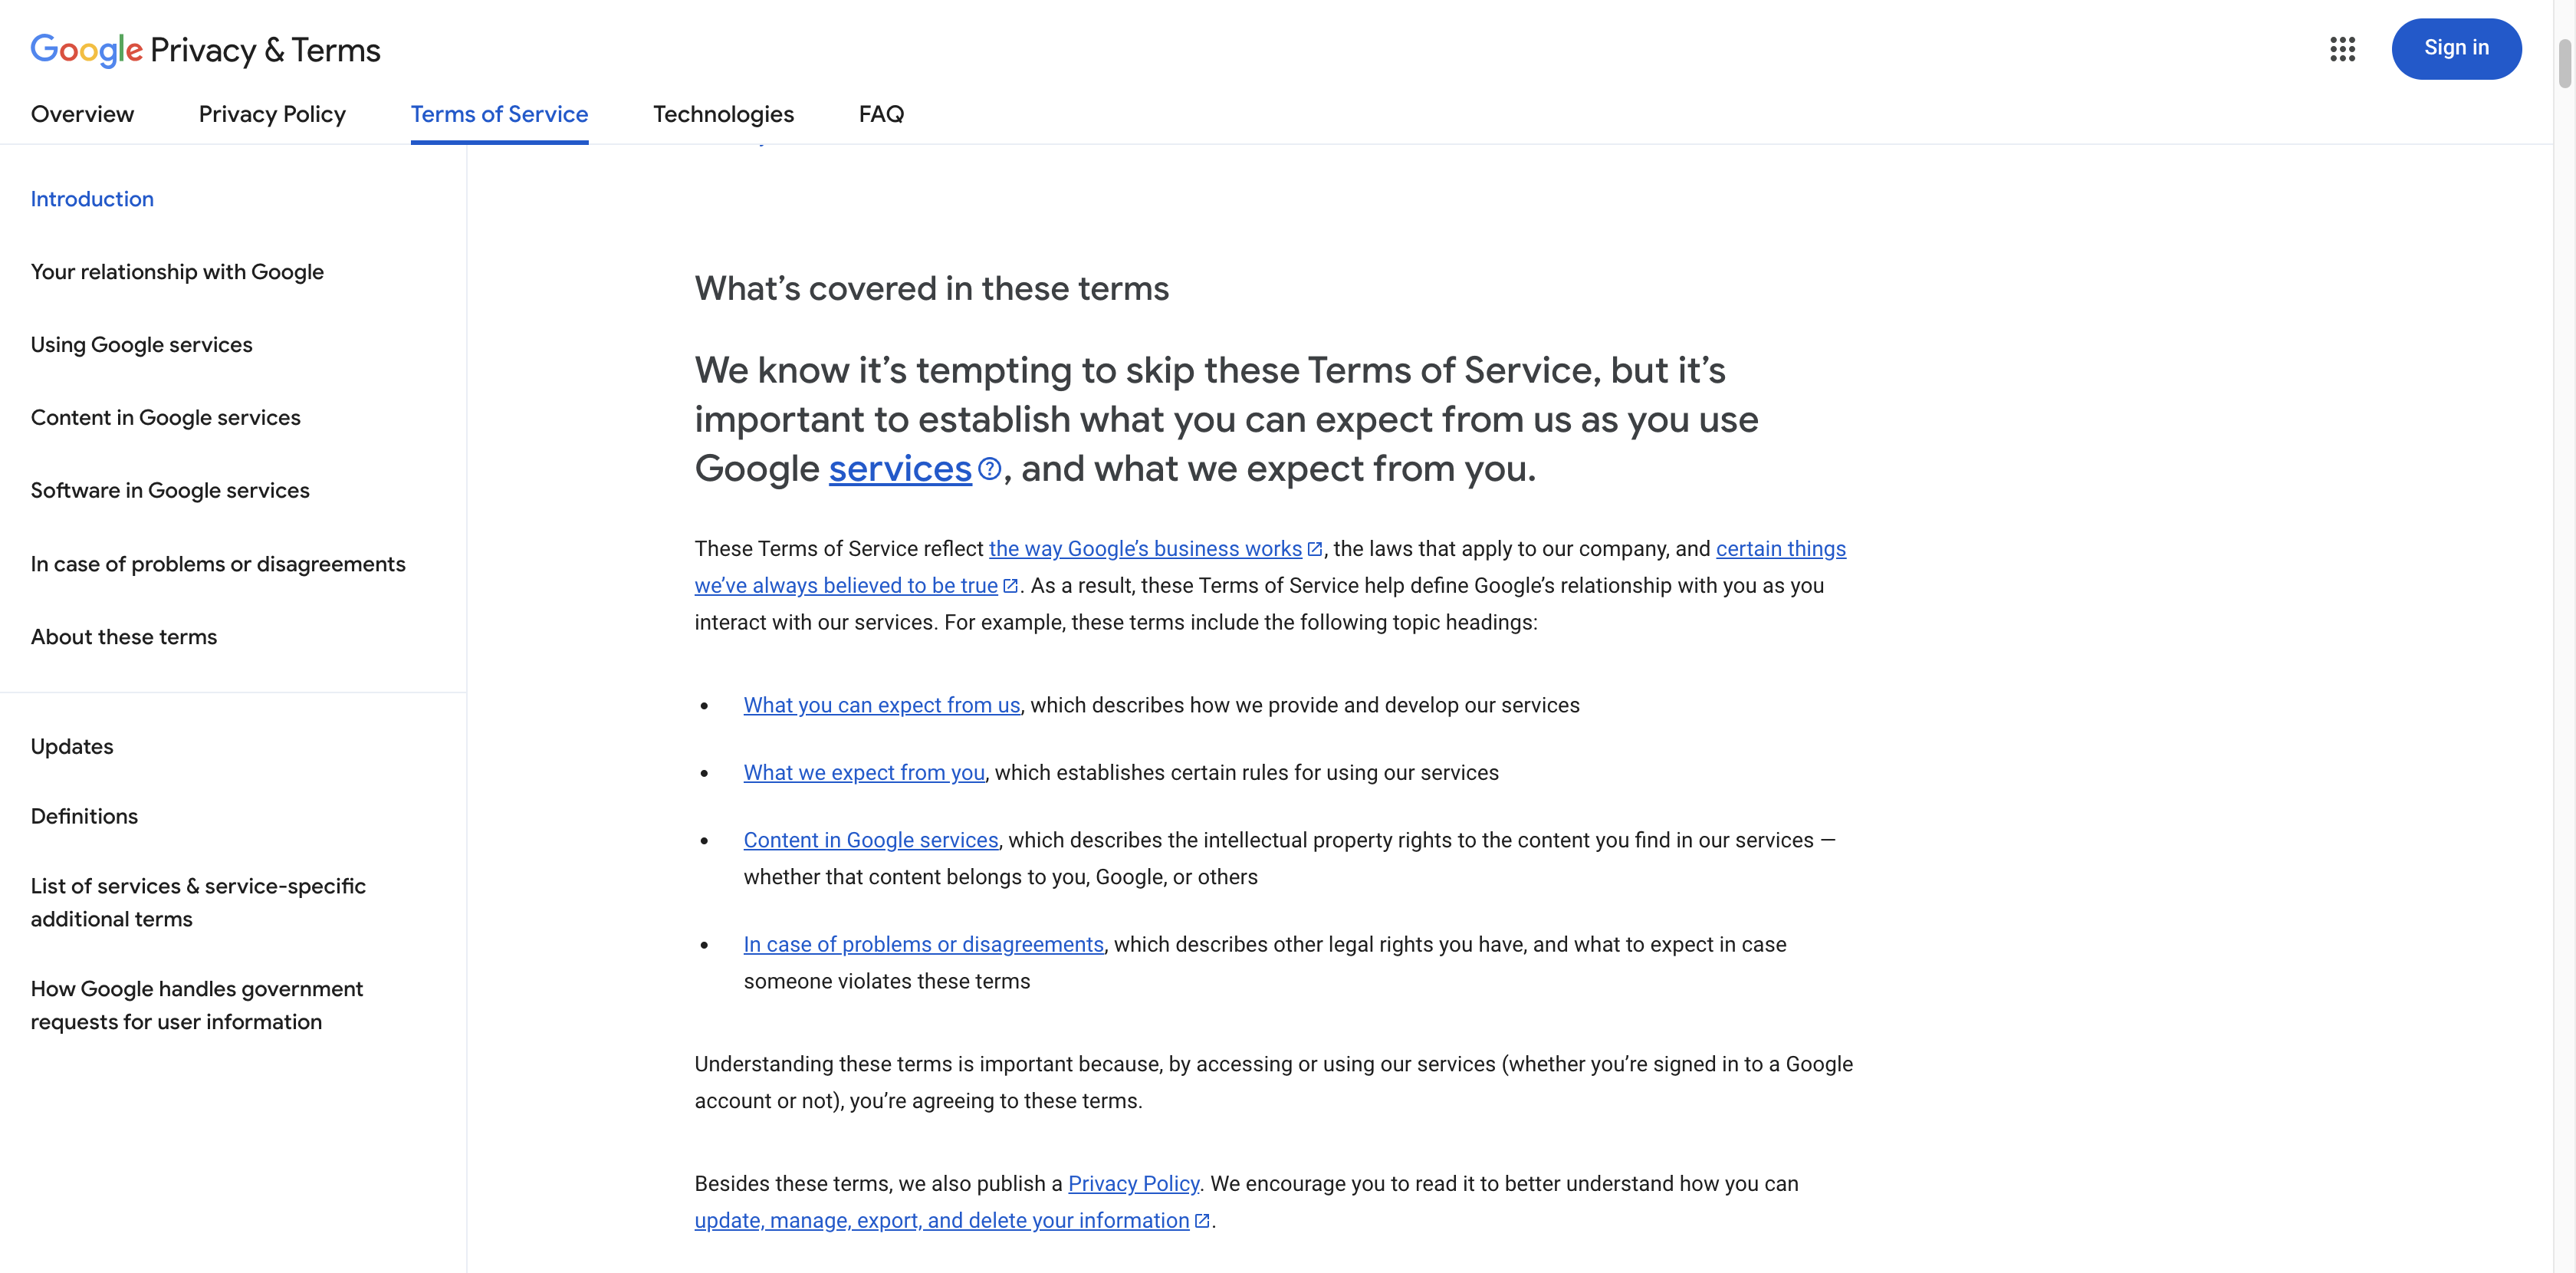 Google Privacy & Terms
Sign in
Overview
Privacy Policy
Terms of Service
Technologies
FAQ
Introduction
Your relationship with Google
Using Google services
Content in Google services
Software in Google services
In case of problems or disagreements
About these terms
Updates
Definitions
List of services & service-specific
additional terms
How Google handles government
requests for user information
What’s covered in these terms
We know it’s tempting to skip these Terms of Service, but it’s
important to establish what you can expect from us as you use
Google services, and what we expect from you.
These Terms of Service reflect the way Google’s business works, the laws that apply to our company, and certain things
we’ve always believed to be true. As a result, these Terms of Service help define Google’s relationship with you as you
interact with our services. For example, these terms include the following topic headings:
• What you can expect from us, which describes how we provide and develop our services
• What we expect from you, which establishes certain rules for using our services
• Content in Google services, which describes the intellectual property rights to the content you find in our services —
whether that content belongs to you, Google, or others
• In case of problems or disagreements, which describes other legal rights you have, and what to expect in case
someone violates these terms
Understanding these terms is important because, by accessing or using our services (whether you’re signed in to a Google
account or not), you’re agreeing to these terms.
Besides these terms, we also publish a Privacy Policy. We encourage you to read it to better understand how you can
update, manage, export, and delete your information.